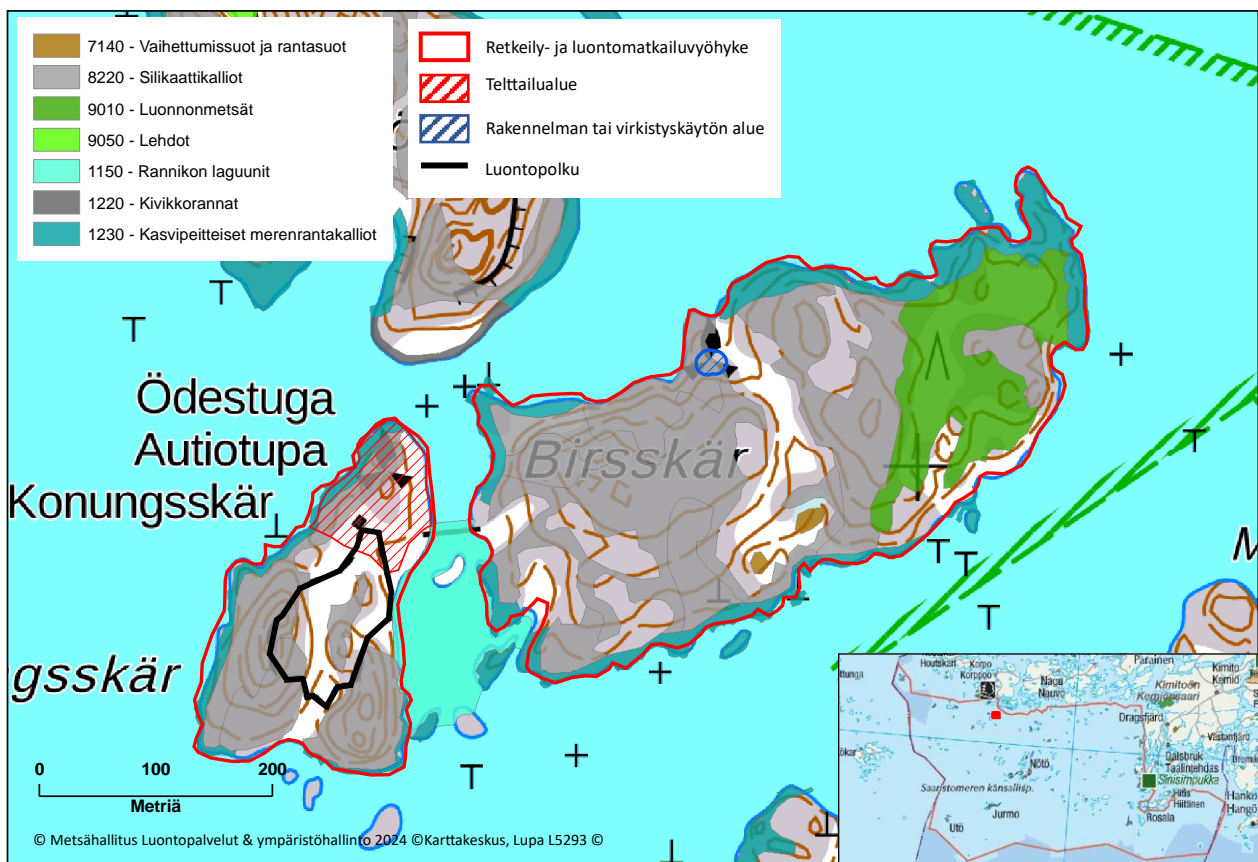 7140 - Vaihettumissuot ja rantasuot
8220 - Silikaattikalliot
9010 - Luonnonmetsät
9050 - Lehdot
1150 - Rannikon laguunit
1220 - Kivikkorannat
1230 - Kasvipeitteiset merenrantakalliot
Retkeily- ja luontomatkailuvyöhyke
Telttailualue
Rakennelman tai virkistyskäytön alue
Luontopolku
Ödestuga
Autiotupa
Konungsskär
Birsskär
gsskär
M
0 100 200
Metriä
© Metsähallitus Luontopalvelut & ympäristöhallinto 2024 ©Karttakeskus, Lupa L5293 ©
Houtskari
Korpo
Korppoo
Nagu
Nauvo
Parainen
Kimito
Kemiö
Kimitoön
Kemiönsaari
Dragsfjärd
Västanfjärd
Dalsbruk
Taalintehdas
Sinisimpukka
Hitis
Hiittinen
Rosala
Hanko
Hangö
ökar
Nötö
Saaristomeren kansallisp.
Jurmo
Utö